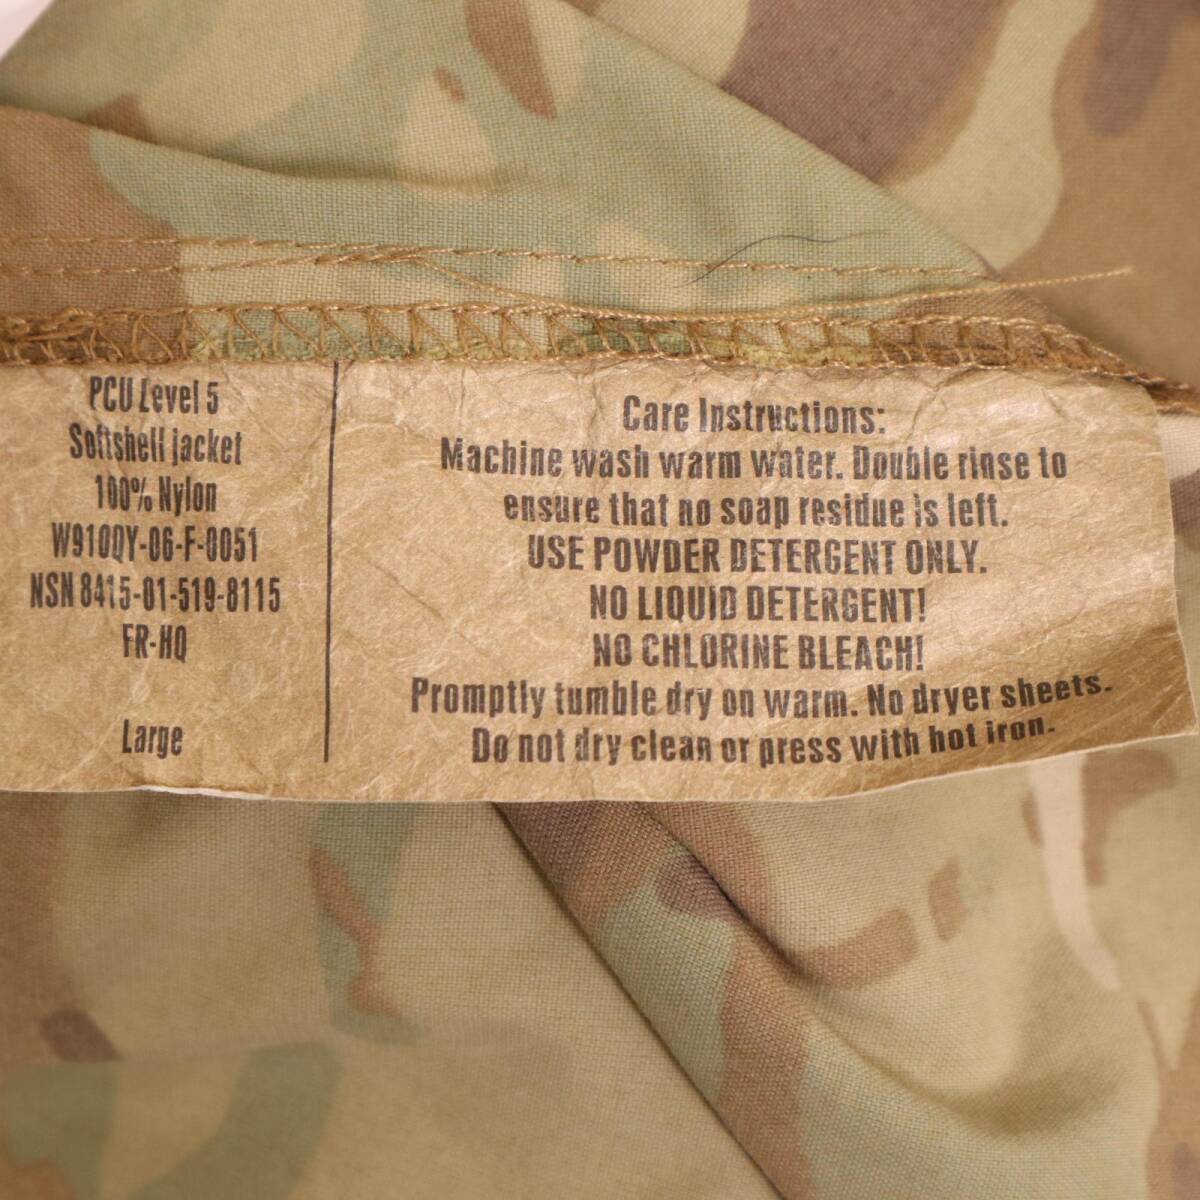 PCU Level 5
Softshell jacket
100% Nylon
W910QY-06-F-0051
NSN 8415-01-519-8115
FR-HQ
Large
Care Instructions:
Machine wash warm water. Double rinse to
ensure that no soap residue is left.
USE POWDER DETERGENT ONLY.
NO LIQUID DETERGENT!
NO CHLORINE BLEACH!
Promptly tumble dry on warm. No dryer sheets.
Do not dry clean or press with hot iron.